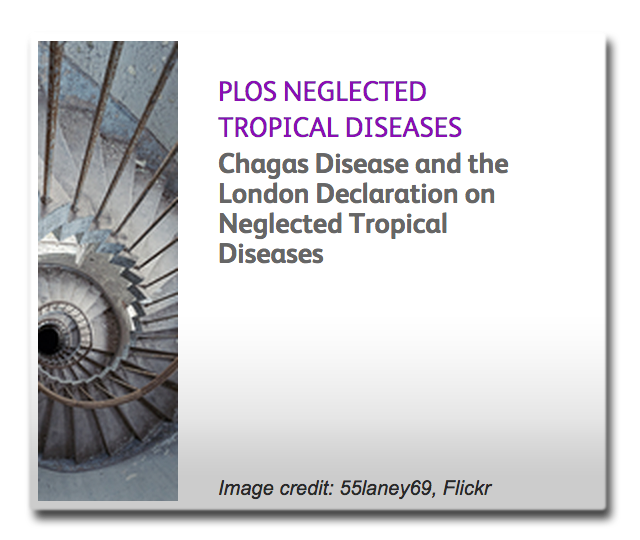 PLOS NEGLECTED
TROPICAL DISEASES
Chagas Disease and the
London Declaration on
Neglected Tropical
Diseases
Image credit: 55laney69, Flickr